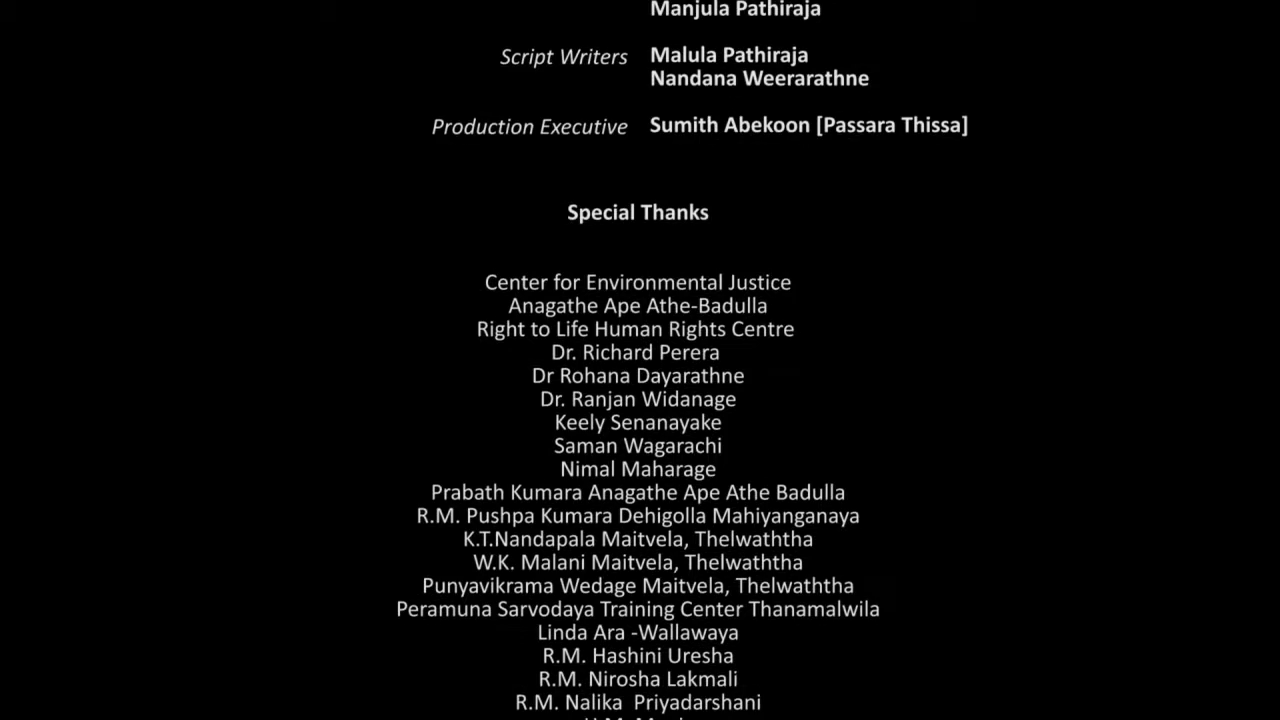 Manjula Pathiraja
Script Writers Malula Pathiraja
Nandana Weerarathne
Production Executive Sumith Abekoon [Passara Thissa]
Special Thanks
Center for Environmental Justice
Anagathe Ape Athe-Badulla
Right to Life Human Rights Centre
Dr. Richard Perera
Dr Rohana Dayarathne
Dr. Ranjan Widanage
Keely Senanayake
Saman Wagarachi
Nimal Maharage
Prabath Kumara Anagathe Ape Athe Badulla
R.M. Pushpa Kumara Dehigolla Mahiyanganaya
K.T.Nandapala Maitvela, Thelwaththa
W.K. Malani Maitvela, Thelwaththa
Punyavikrama Wedage Maitvela, Thelwaththa
Peramuna Sarvodaya Training Center Thanamalwila
Linda Ara -Wallawaya
R.M. Hashini Uresha
R.M. Nirosha Lakmali
R.M. Nalika  Priyadarshani